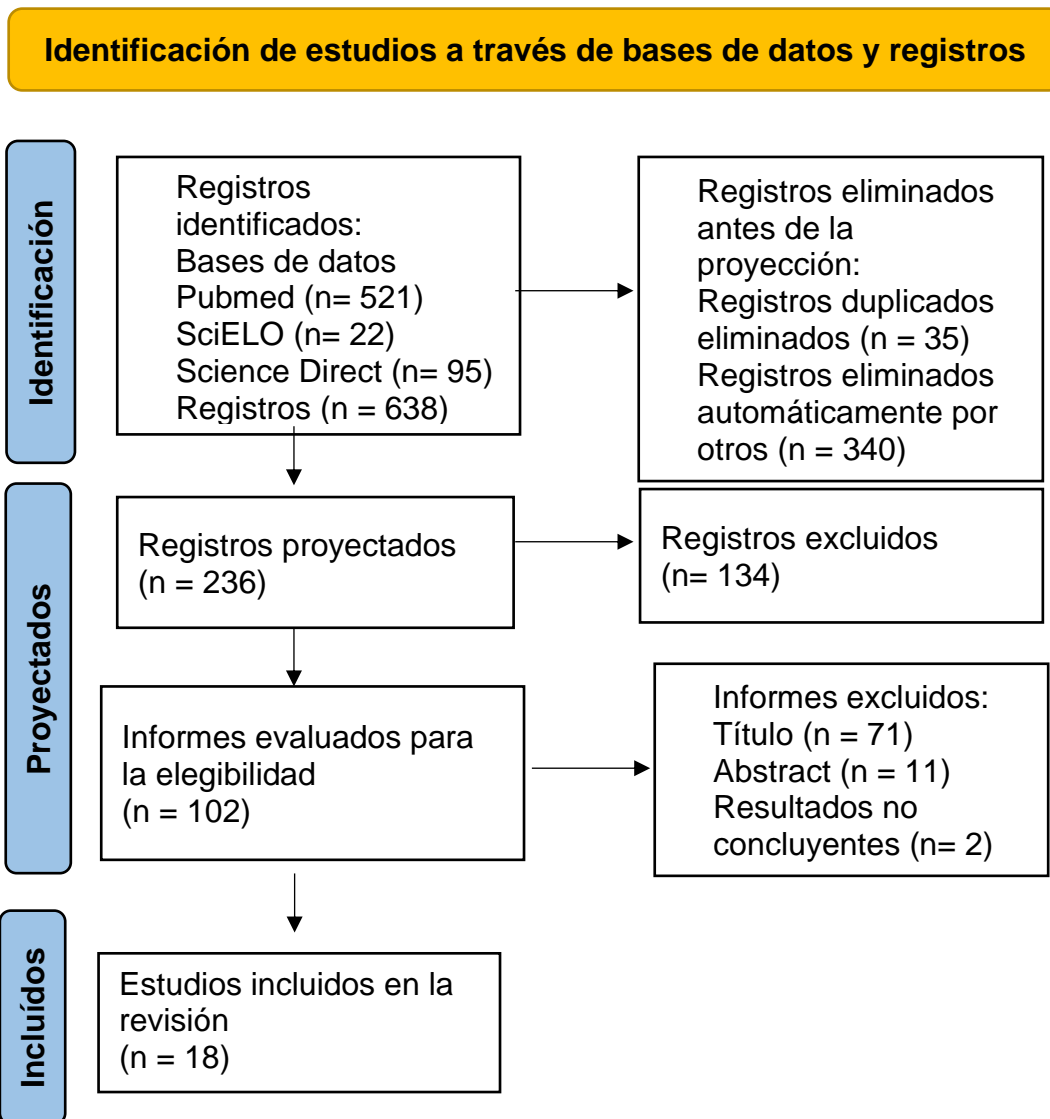 Identificación de estudios a través de bases de datos y registros
Identificación
Registros
identificados:
Bases de datos
Pubmed (n= 521)
SciELO (n= 22)
Science Direct (n= 95)
Registros (n = 638)
Registros eliminados
antes de la
proyección:
Registros duplicados
eliminados (n = 35)
Registros eliminados
automáticamente por
otros (n = 340)
Proyectados
Registros proyectados
(n = 236)
Registros excluidos
(n= 134)
Informes evaluados para
la elegibilidad
(n = 102)
Informes excluidos:
Título (n = 71)
Abstract (n = 11)
Resultados no
concluyentes (n= 2)
Incluídos
Estudios incluidos en la
revisión
(n = 18)